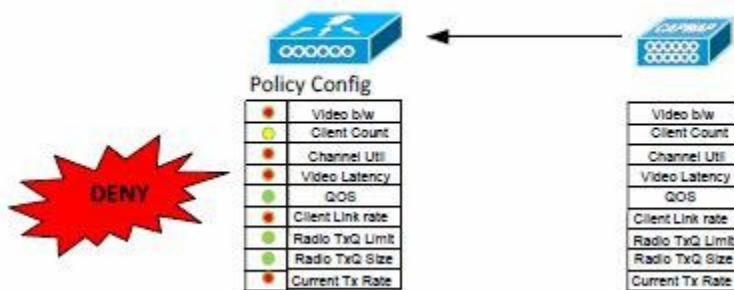 CAPWAP
Policy Config
DENY
Video b/w
Client Count
Channel Util
Video Latency
QOS
Client Link rate
Radio TxQ Limit
Radio TxQ Size
Current Tx Rate
Video b/w
Client Count
Channel Util
Video Latency
QOS
Client Link rate
Radio TxQ Limit
Radio TxQ Size
Current Tx Rate